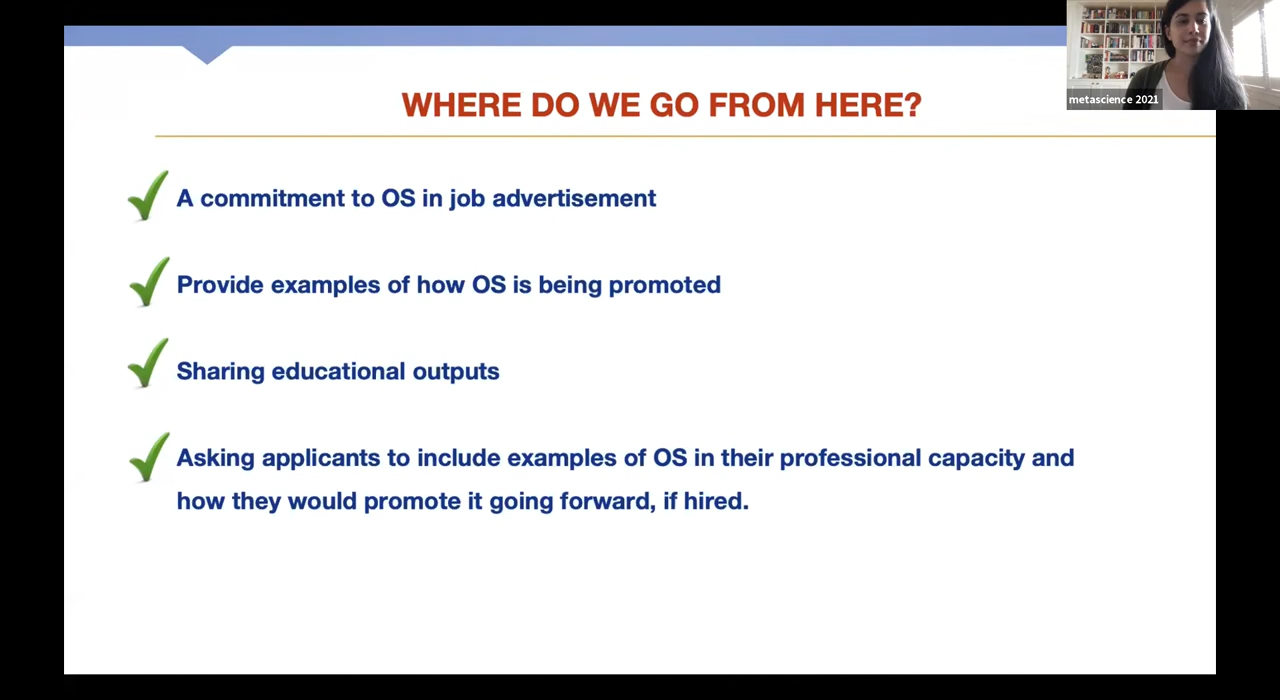 WHERE DO WE GO FROM HERE?
metascience 2021
A commitment to OS in job advertisement
Provide examples of how OS is being promoted
Sharing educational outputs
Asking applicants to include examples of OS in their professional capacity and
how they would promote it going forward, if hired.